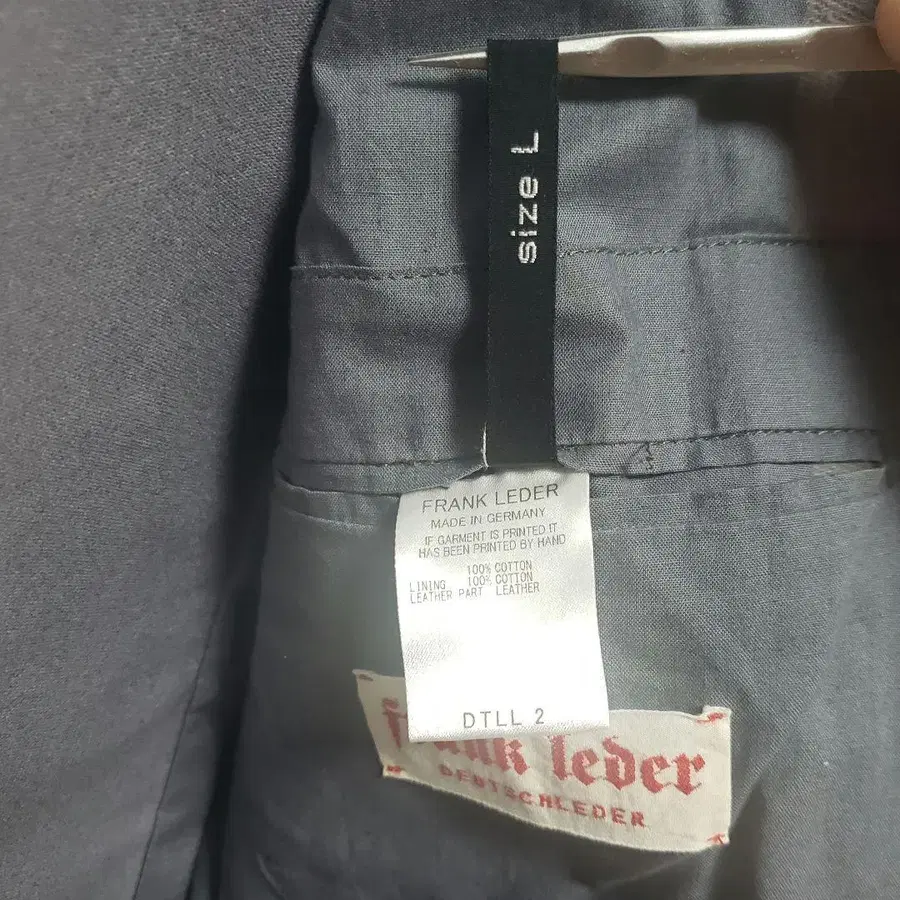 size L
FRANK LEDER
MADE IN GERMANY
IF GARMENT IS PRINTED IT
HAS BEEN PRINTED BY HAND
100% COTTON
LINING 100% COTTON
LEATHER PART LEATHER
DTLL 2
frank leder
DEUTSCHLEDER